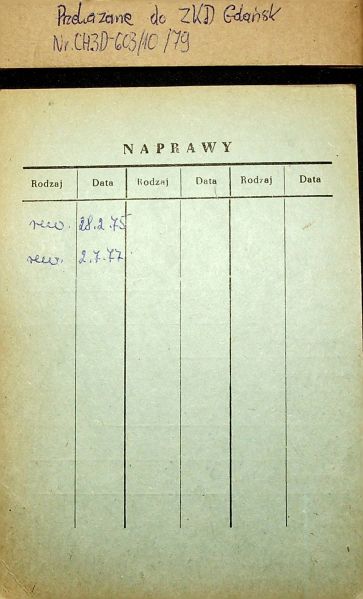 Przekazane do ZKD Gdańsk
Nr. CH3D-603/10/79
NAPRAWY
Rodzaj Data Rodzaj Data Rodzaj Data
rew. 28.2.75
rew. 2.7.77